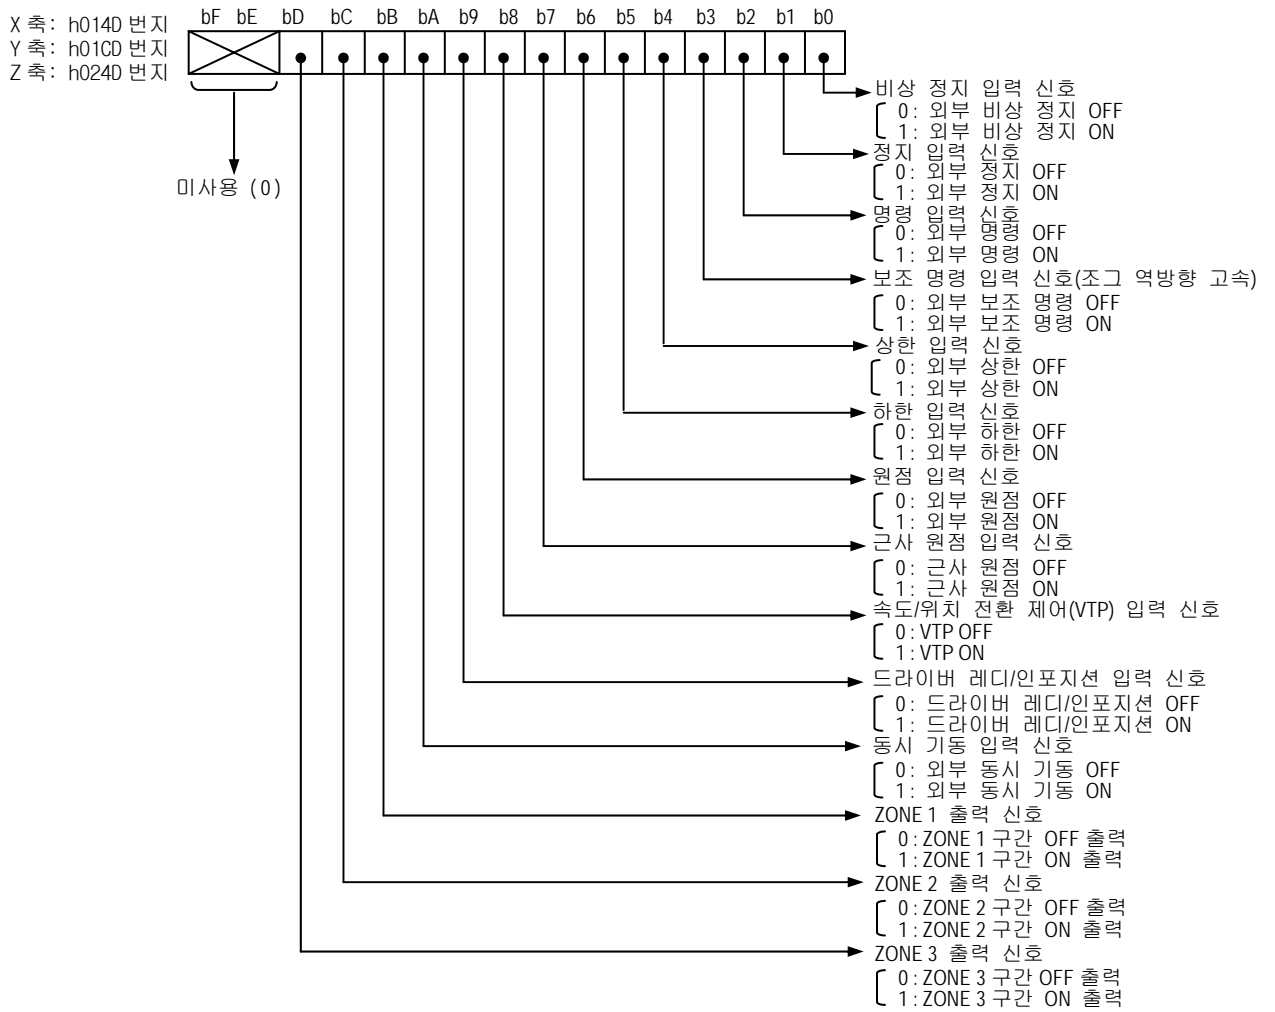 bF bE bD bC bB bA b9 b8 b7 b6 b5 b4 b3 b2 b1 b0
X 축: h014D 번지
Y 축: h01CD 번지
Z 축: h024D 번지
미사용 (0)
비상 정지 입력 신호
0: 외부 비상 정지 OFF
1: 외부 비상 정지 ON
정지 입력 신호
0: 외부 정지 OFF
1: 외부 정지 ON
명령 입력 신호
0: 외부 명령 OFF
1: 외부 명령 ON
보조 명령 입력 신호(조그 역방향 고속)
0: 외부 보조 명령 OFF
1: 외부 보조 명령 ON
상한 입력 신호
0: 외부 상한 OFF
1: 외부 상한 ON
하한 입력 신호
0: 외부 하한 OFF
1: 외부 하한 ON
원점 입력 신호
0: 외부 원점 OFF
1: 외부 원점 ON
근사 원점 입력 신호
0: 근사 원점 OFF
1: 근사 원점 ON
속도/위치 전환 제어(VTP) 입력 신호
0: VTP OFF
1: VTP ON
드라이버 레디/인포지션 입력 신호
0: 드라이버 레디/인포지션 OFF
1: 드라이버 레디/인포지션 ON
동시 기동 입력 신호
0: 외부 동시 기동 OFF
1: 외부 동시 기동 ON
ZONE 1 출력 신호
0: ZONE 1 구간 OFF 출력
1: ZONE 1 구간 ON 출력
ZONE 2 출력 신호
0: ZONE 2 구간 OFF 출력
1: ZONE 2 구간 ON 출력
ZONE 3 출력 신호
0: ZONE 3 구간 OFF 출력
1: ZONE 3 구간 ON 출력